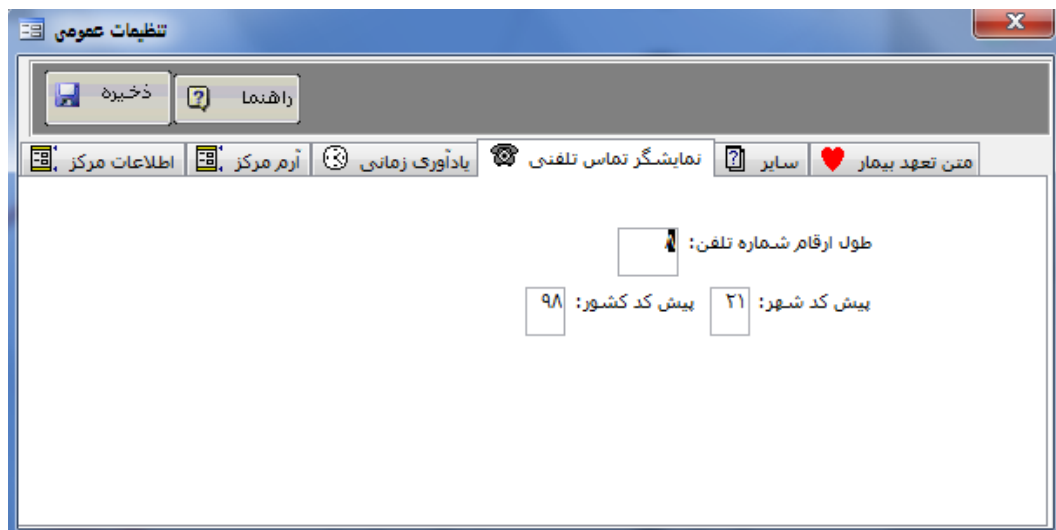 تنظیمات عمومی
راهنما ذخیره
متن تعهد بیمار سایر نمایشگر تماس تلفنی یادآوری زمانی آرم مرکز اطلاعات مرکز
طول ارقام شماره تلفن:
پیش کد شهر: ۲۱ پیش کد کشور: ۹۸